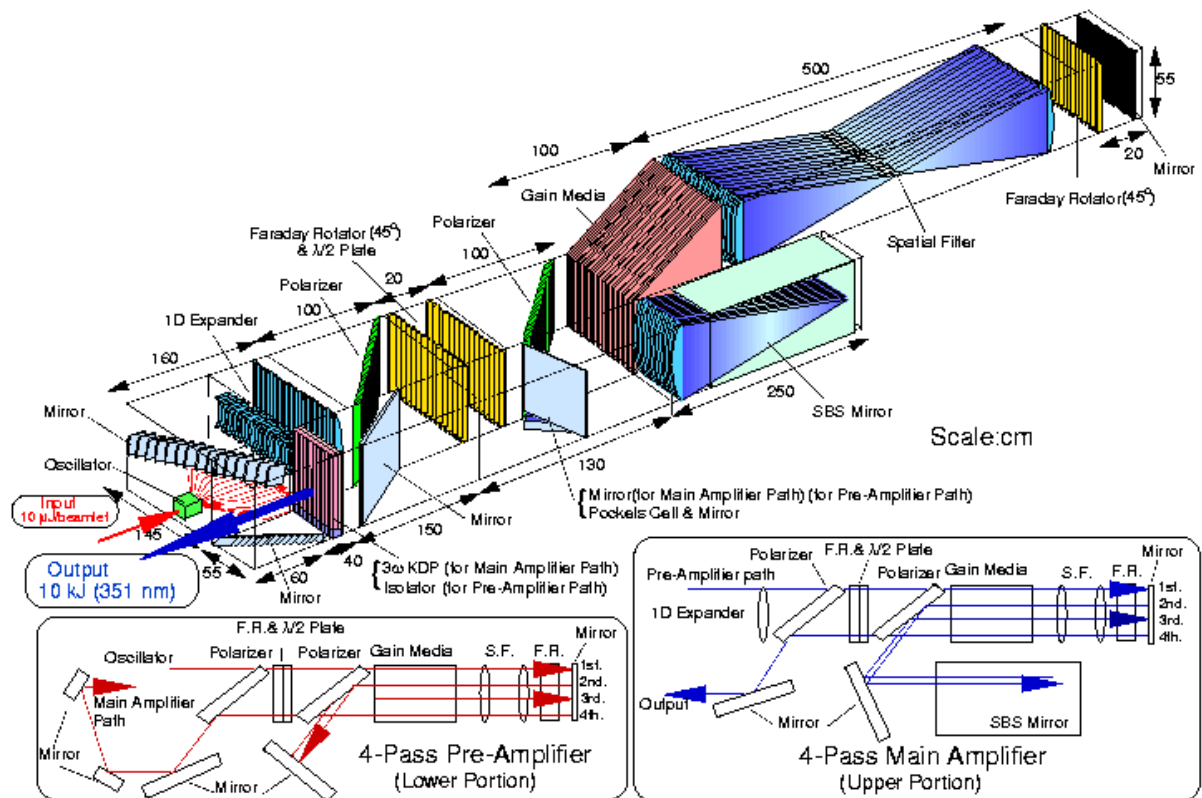 500
55
100
20
Mirror
Gain Media
Faraday Rotator(45°)
Faraday Rotator (45°)
& λ/2 Plate
Polarizer
Spatial Filter
100
20
Polarizer
100
1D Expander
160
250
SBS Mirror
Mirror
Scale:cm
Oscillator
130
Input
10 μJ/beamlet
Mirror(for Main Amplifier Path) (for Pre-Amplifier Path)
Pockels Cell & Mirror
Mirror
145
150
Output
10 kJ (351 nm)
55
60
40
3ω KDP (for Main Amplifier Path)
Isolator (for Pre-Amplifier Path)
Mirror
F.R.& λ/2 Plate
Mirror
Oscillator
Polarizer
Polarizer
Gain Media
S.F.
F.R.
1st.
2nd.
3rd.
4th.
Main Amplifier
Path
Mirror
Mirror
4-Pass Pre-Amplifier
(Lower Portion)
Polarizer
F.R.& λ/2 Plate
Mirror
Pre-Amplifier path
Polarizer
Gain Media
S.F.
F.R.
1st.
2nd.
3rd.
4th.
1D Expander
Output
Mirror
SBS Mirror
4-Pass Main Amplifier
(Upper Portion)